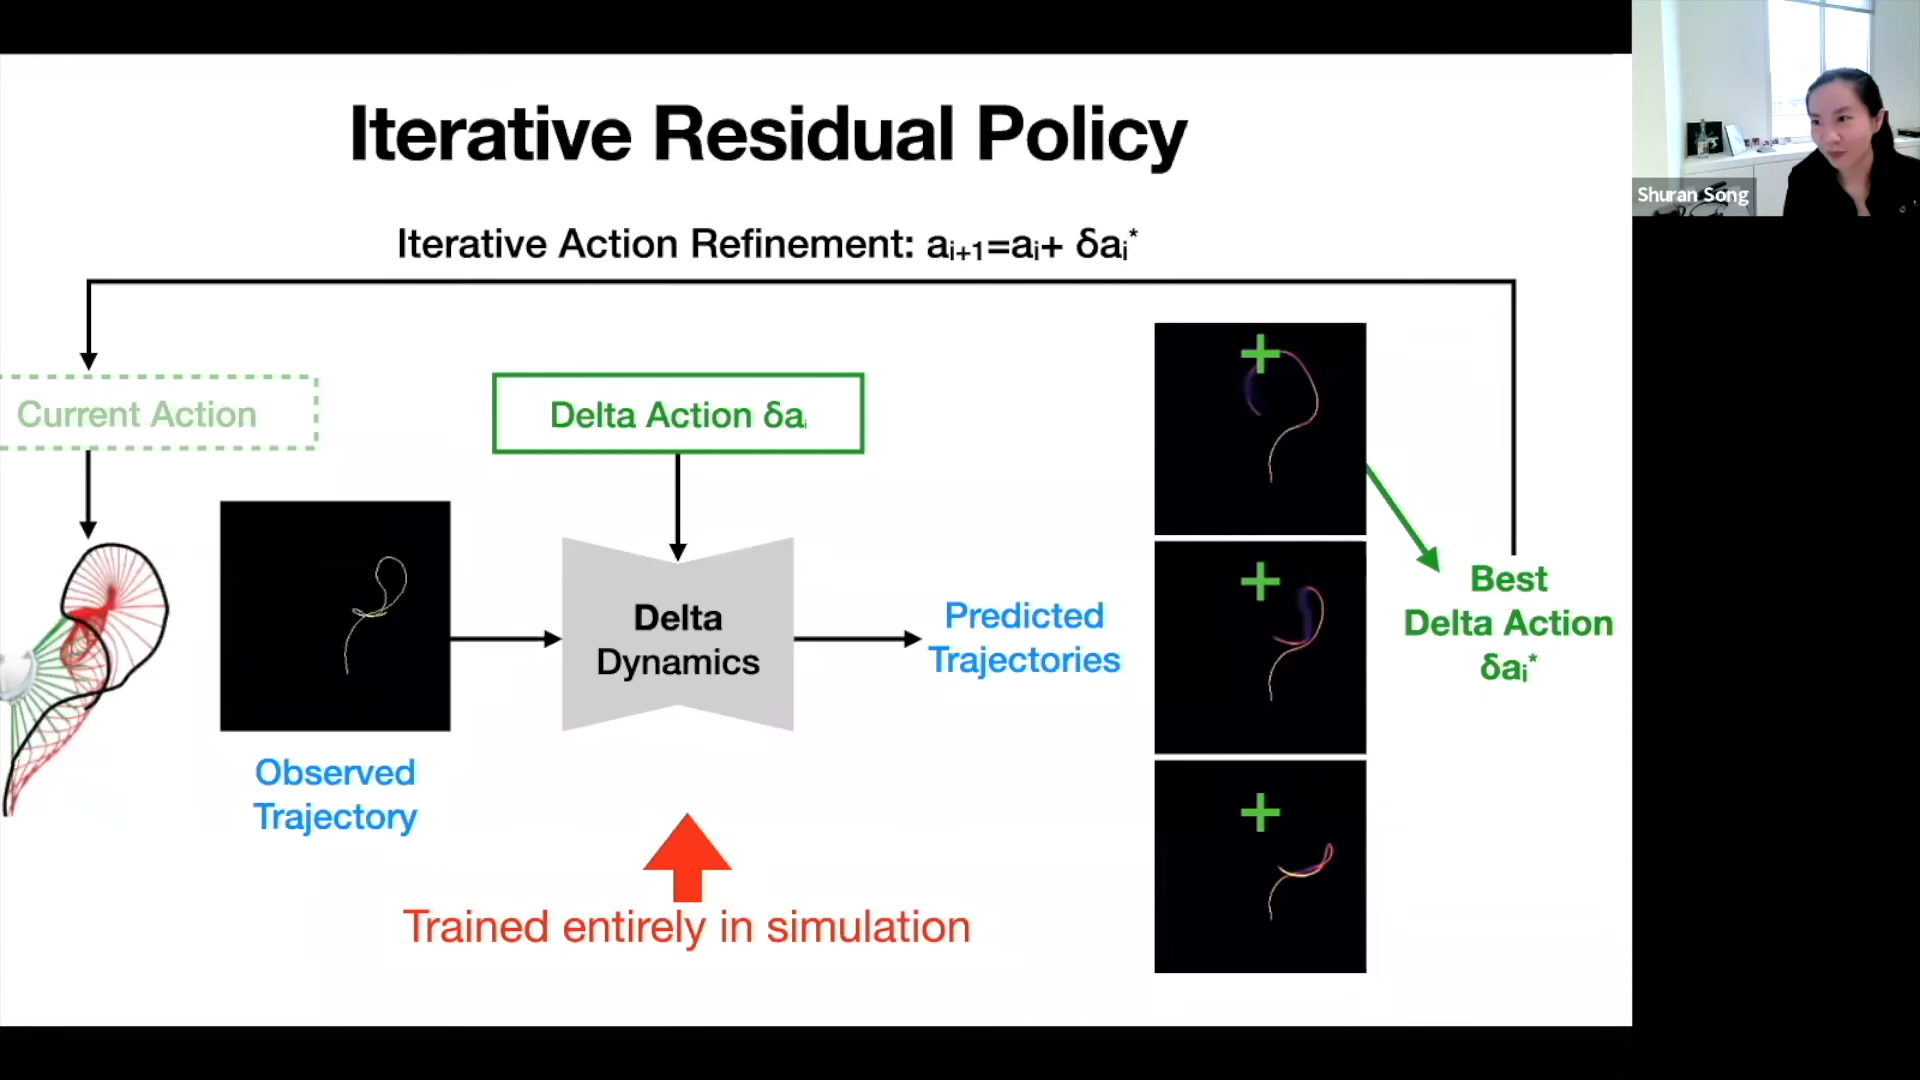 Iterative Residual Policy
Shuran Song
Iterative Action Refinement: aᵢ₊₁=aᵢ+ δaᵢ*
Current Action
Delta Action δaᵢ
Delta
Dynamics
Predicted
Trajectories
Best
Delta Action
δaᵢ*
Observed
Trajectory
Trained entirely in simulation